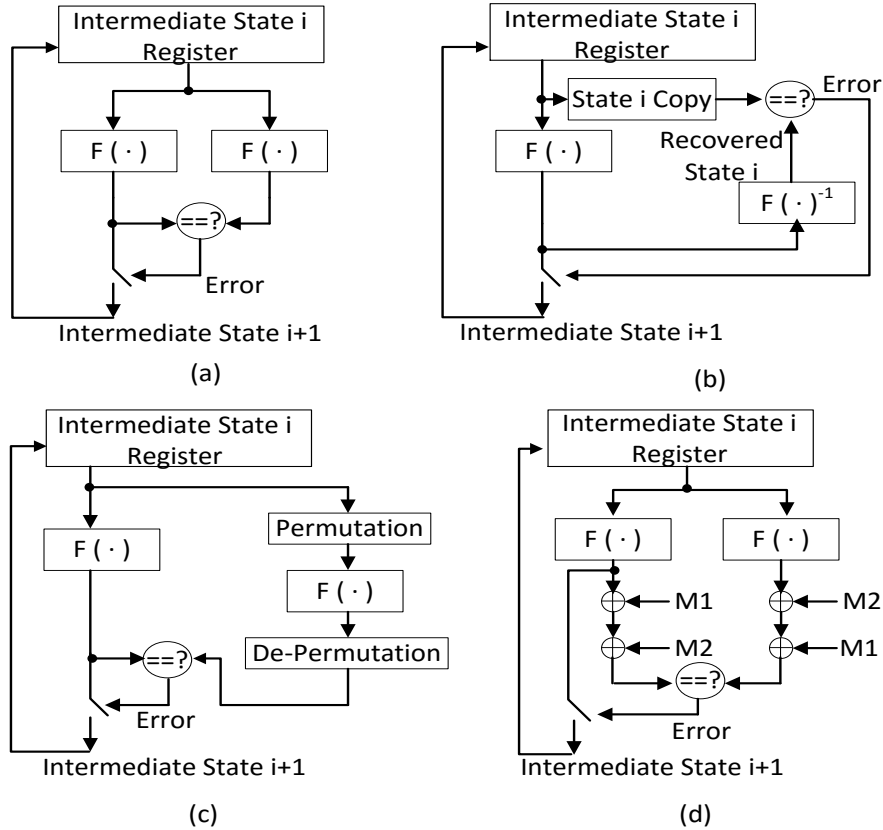 Intermediate State i
Register
F ( · )
F ( · )
==?
Error
Intermediate State i+1
(a)
Intermediate State i
Register
State i Copy
==?
Error
F ( · )
Recovered
State i
F ( · )-1
Intermediate State i+1
(b)
Intermediate State i
Register
F ( · )
Permutation
F ( · )
De-Permutation
==?
Error
Intermediate State i+1
(c)
Intermediate State i
Register
F ( · )
F ( · )
M1
M2
M2
M1
==?
Error
Intermediate State i+1
(d)